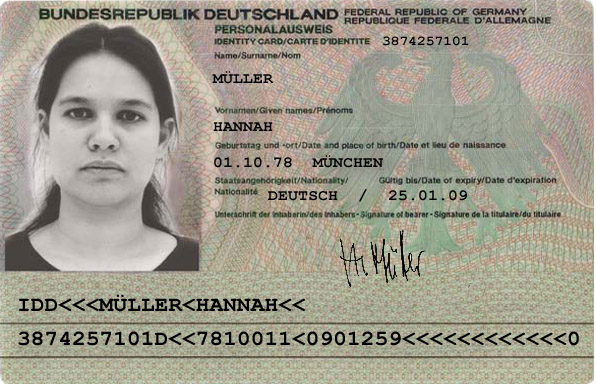 BUNDESREPUBLIK DEUTSCHLAND FEDERAL REPUBLIC OF GERMANY
REPUBLIQUE FEDERALE D'ALLEMAGNE
PERSONALAUSWEIS
IDENTITY CARD/CARTE D'IDENTITE 3874257101
Name/Surname/Nom
MÜLLER
Vornamen/Given names/Prénoms
HANNAH
Geburtstag und -ort/Date and place of birth/Date et lieu de naissance
01.10.78 MÜNCHEN
Staatsangehörigkeit/Nationality/
Nationalité DEUTSCH /
Gültig bis/Date of expiry/Date d'expiration
25.01.09
Unterschrift der Inhaberin/des Inhabers - Signature of bearer - Signature de la titulaire/du titulaire
H. Müller
IDD<<<MÜLLER<HANNAH<<
3874257101D<<7810011<0901259<<<<<<<<<<<<<0